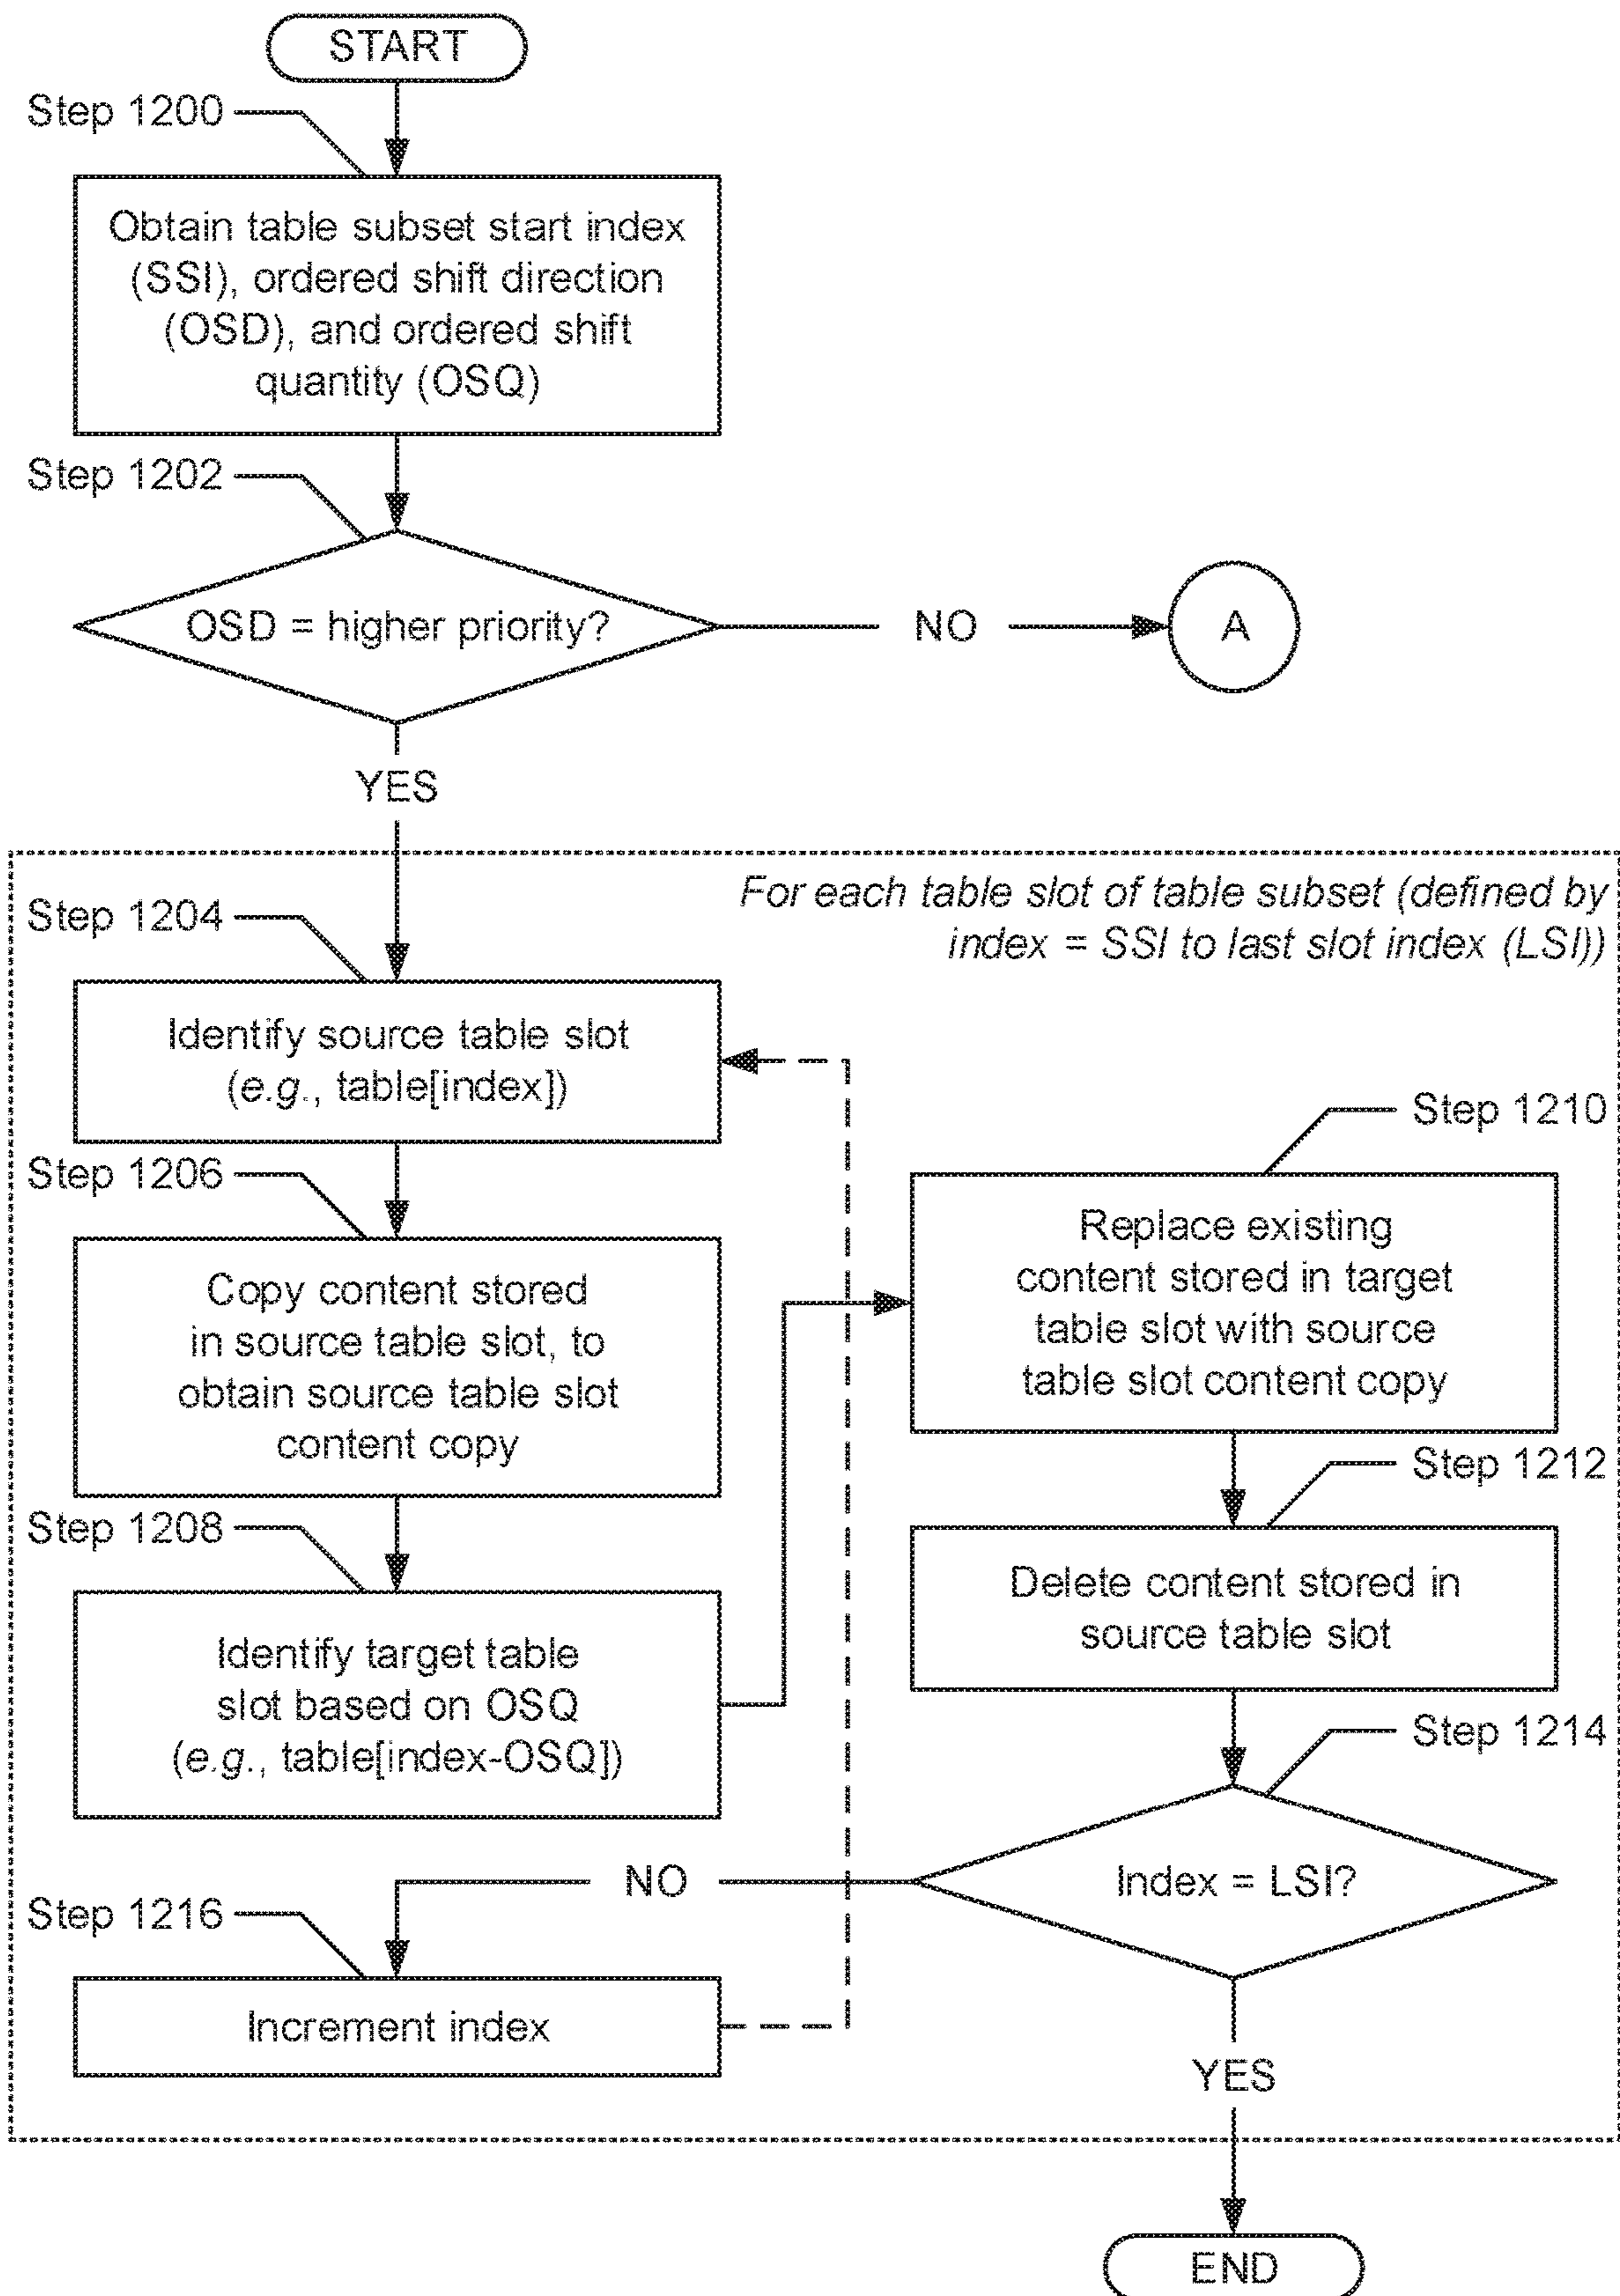 START
Step 1200
Obtain table subset start index
(SSI), ordered shift direction
(OSD), and ordered shift
quantity (OSQ)
Step 1202
OSD = higher priority?
NO
A
YES
For each table slot of table subset (defined by
index = SSI to last slot index (LSI))
Step 1204
Identify source table slot
(e.g., table[index])
Step 1206
Copy content stored
in source table slot, to
obtain source table slot
content copy
Step 1208
Identify target table
slot based on OSQ
(e.g., table[index-OSQ])
Step 1210
Replace existing
content stored in target
table slot with source
table slot content copy
Step 1212
Delete content stored in
source table slot
Step 1214
Index = LSI?
NO
Step 1216
Increment index
YES
END